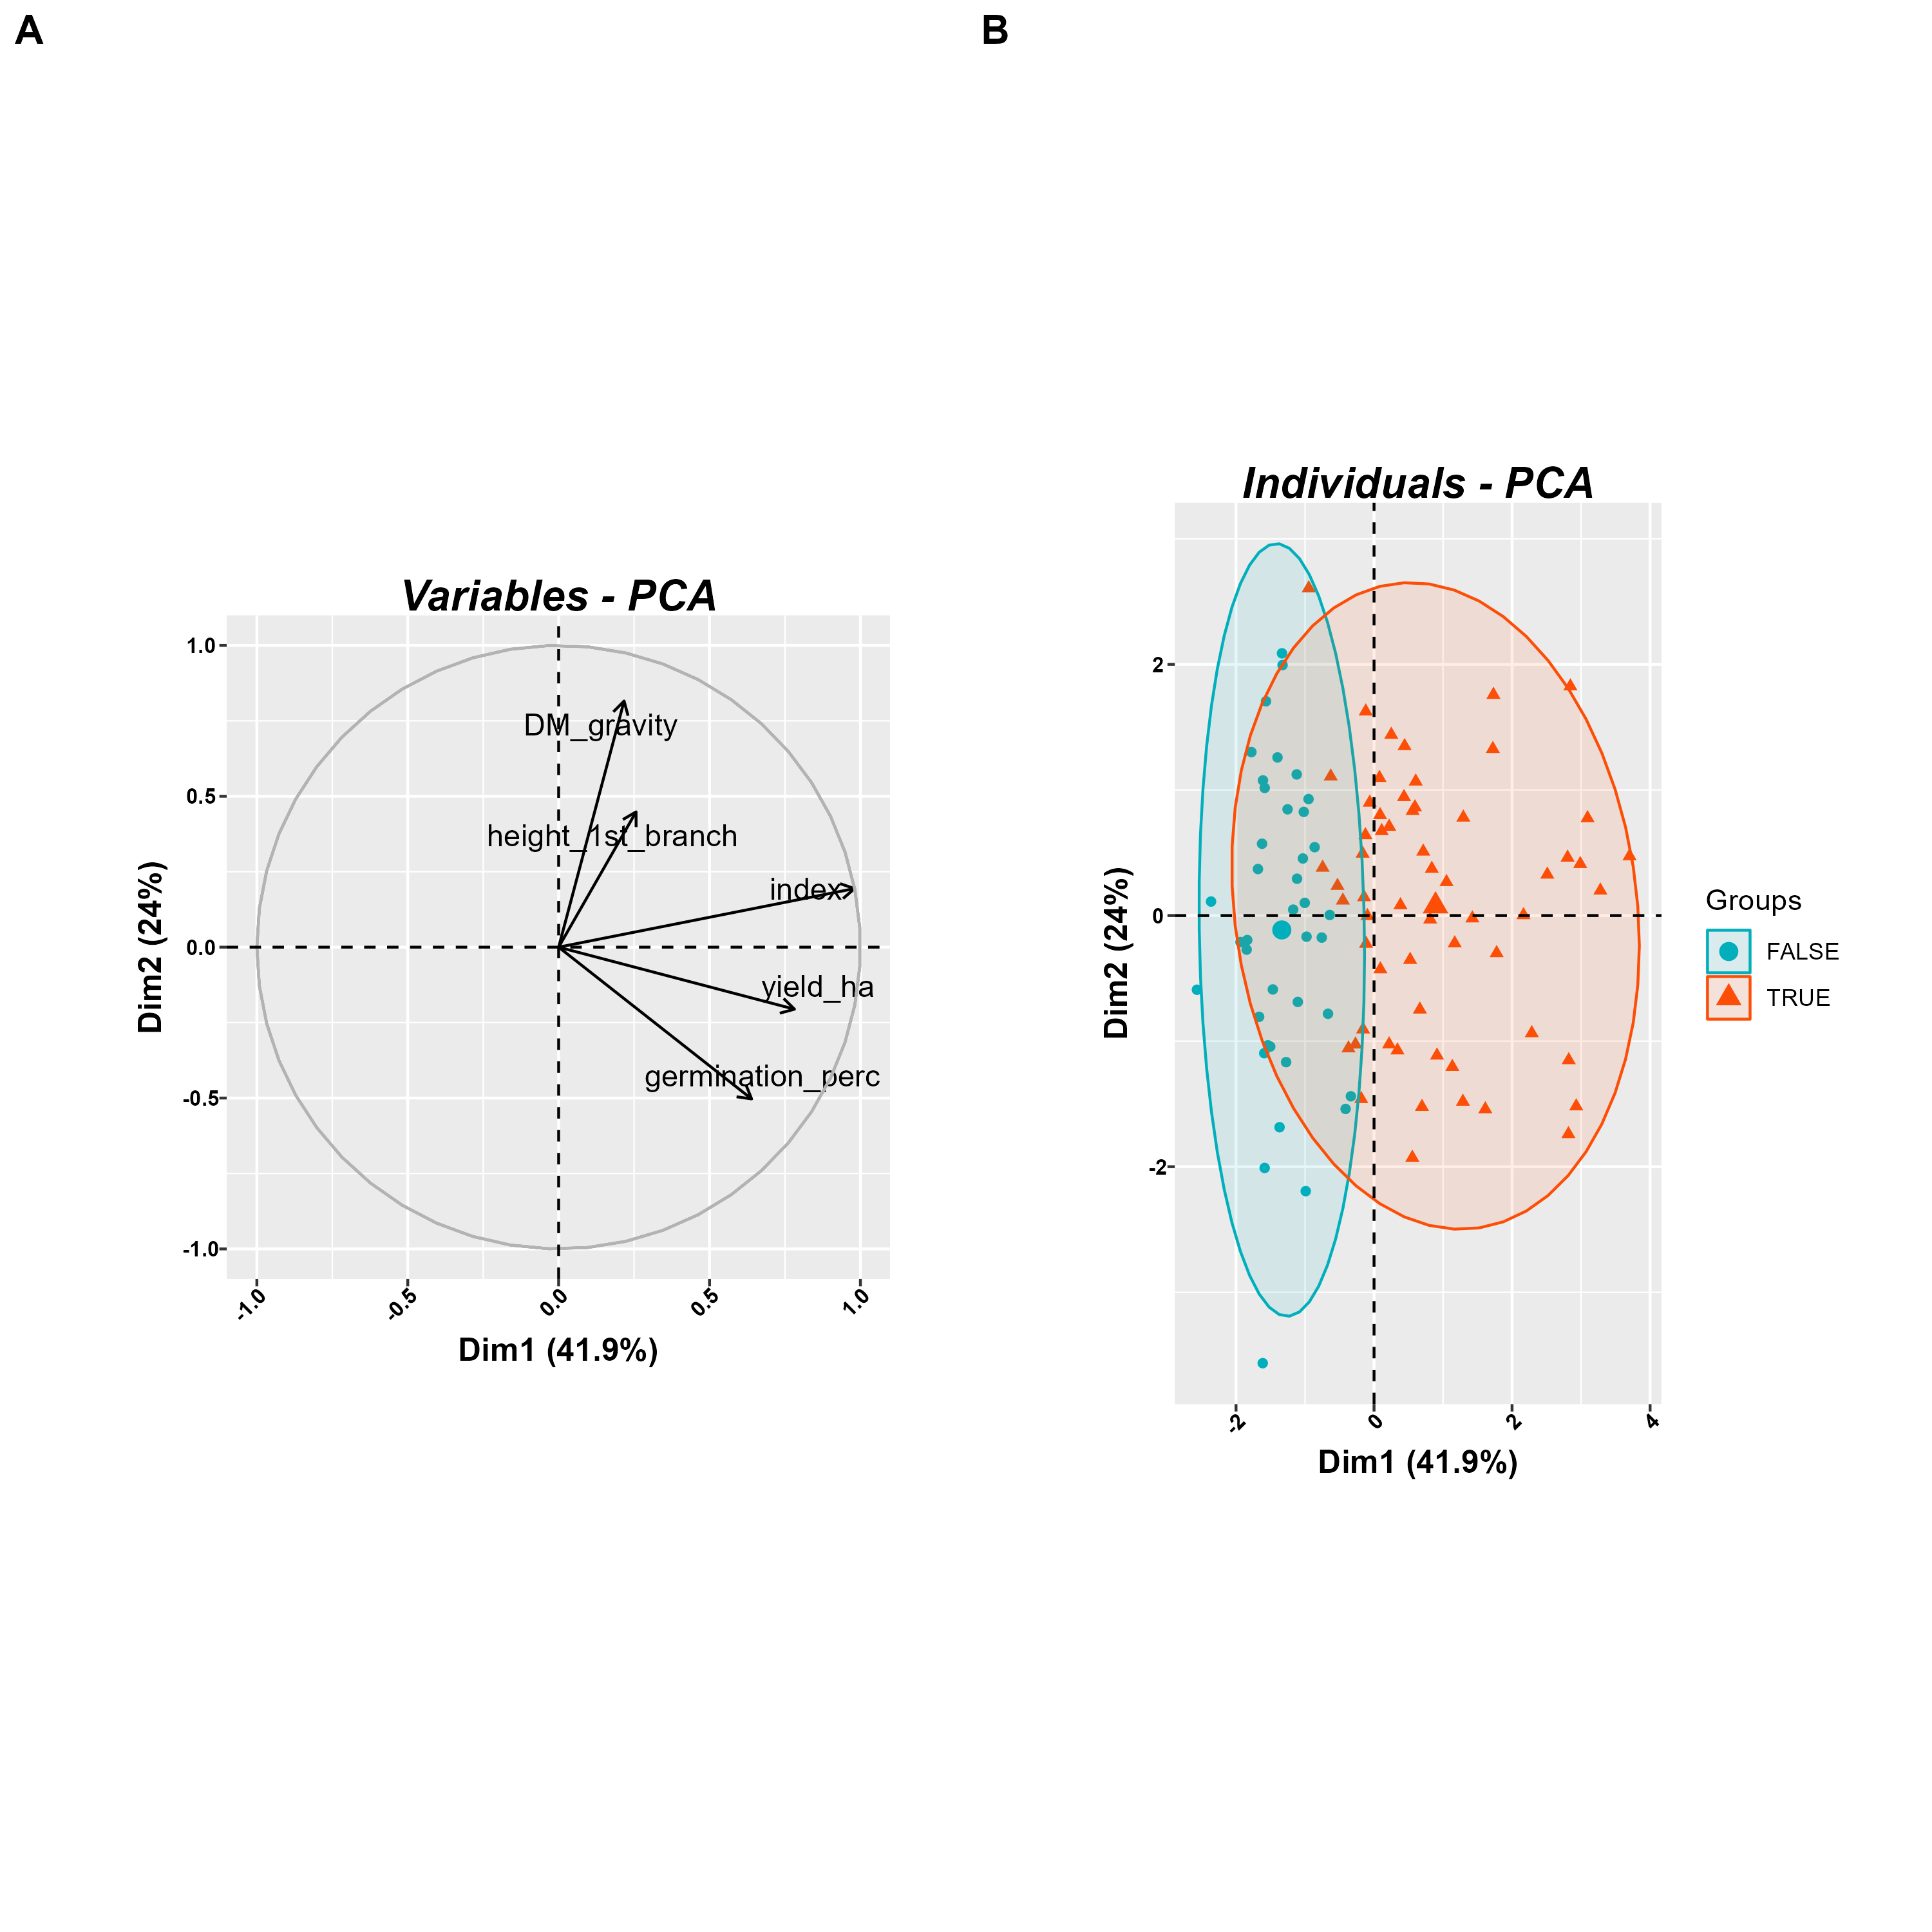 A
B
Variables - PCA
1.0
0.5
0.0
-0.5
-1.0
Dim2 (24%)
DM_gravity
height_1st_branch
index
yield_ha
germination_perc
-1.0
-0.5
0.0
0.5
1.0
Dim1 (41.9%)
Individuals - PCA
2
0
-2
Dim2 (24%)
-2
0
2
4
Dim1 (41.9%)
Groups
FALSE
TRUE